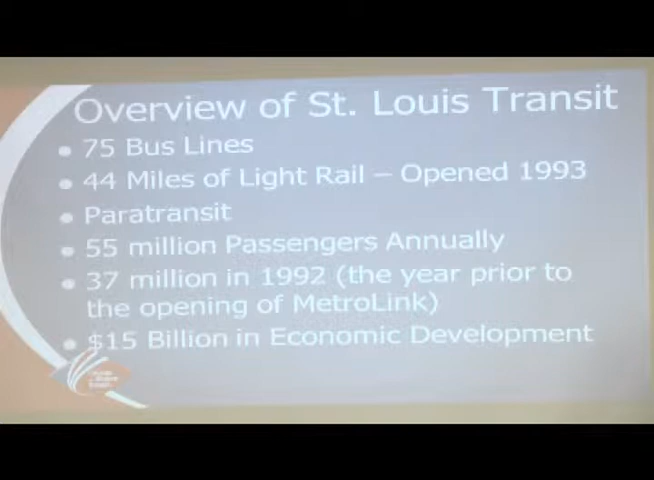 Overview of St. Louis Transit
75 Bus Lines
44 Miles of Light Rail – Opened 1993
Paratransit
55 million Passengers Annually
37 million in 1992 (the year prior to
the opening of MetroLink)
$15 Billion in Economic Development